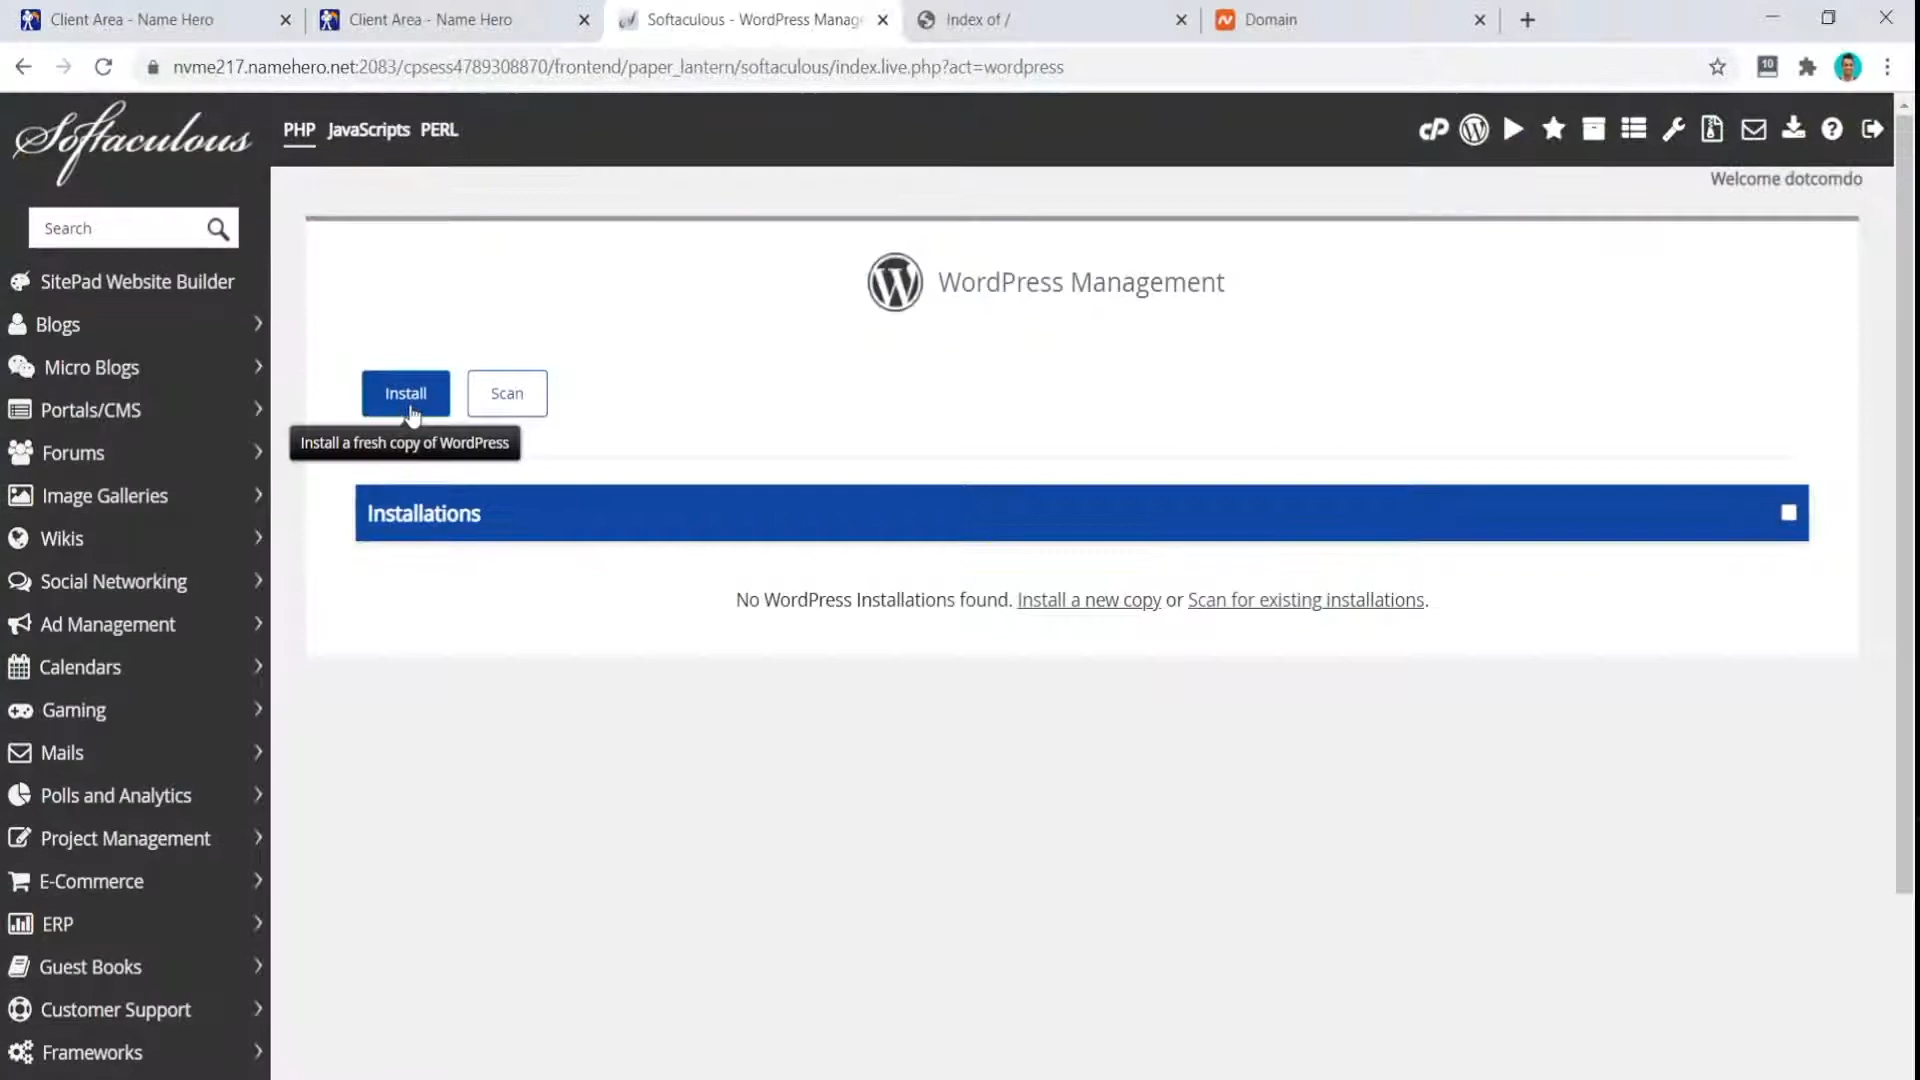 Client Area - Name Hero
Client Area - Name Hero
Softaculous - WordPress Manag
Index of /
Domain
nvme217.namehero.net:2083/cpsess4789308870/frontend/paper_lantern/softaculous/index.live.php?act=wordpress
10
Softaculous
PHP JavaScripts PERL
cP
Welcome dotcomdo
Search
SitePad Website Builder
Blogs
Micro Blogs
Portals/CMS
Forums
Image Galleries
Wikis
Social Networking
Ad Management
Calendars
Gaming
Mails
Polls and Analytics
Project Management
E-Commerce
ERP
Guest Books
Customer Support
Frameworks
WordPress Management
Install
Scan
Install a fresh copy of WordPress
Installations
No WordPress Installations found. Install a new copy or Scan for existing installations.